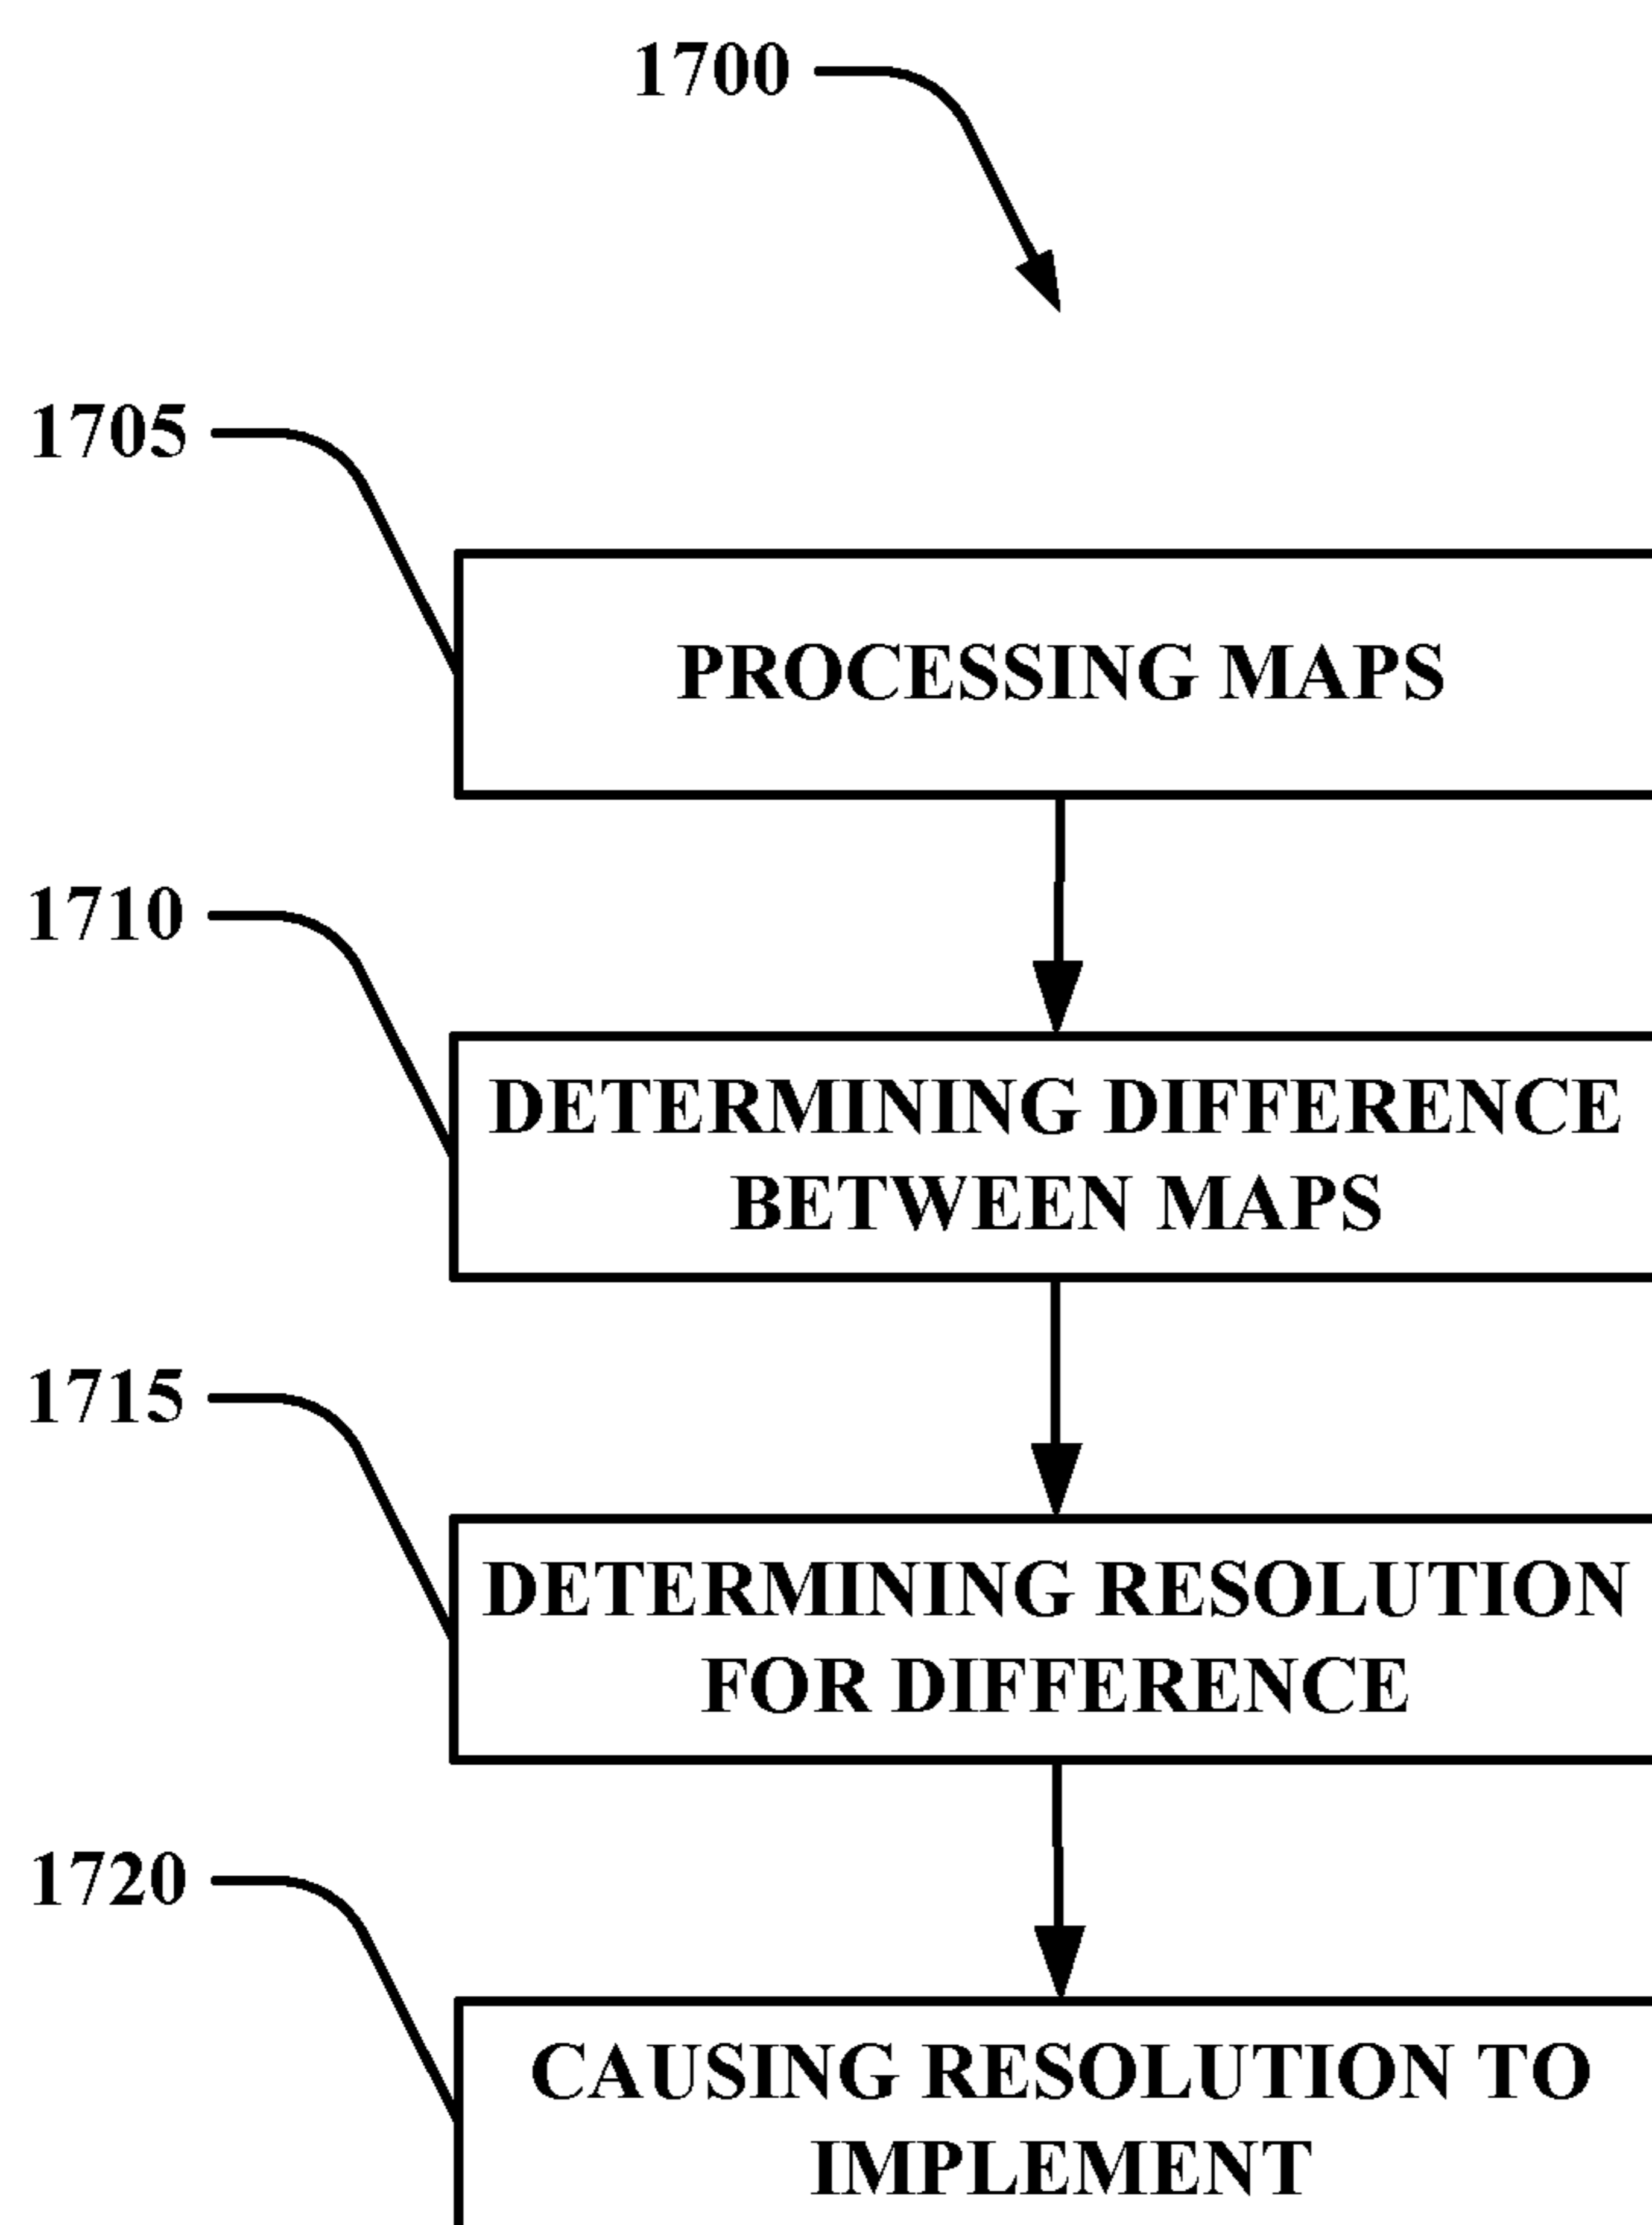 1700
1705
PROCESSING MAPS
1710
DETERMINING DIFFERENCE
BETWEEN MAPS
1715
DETERMINING RESOLUTION
FOR DIFFERENCE
1720
CAUSING RESOLUTION TO
IMPLEMENT